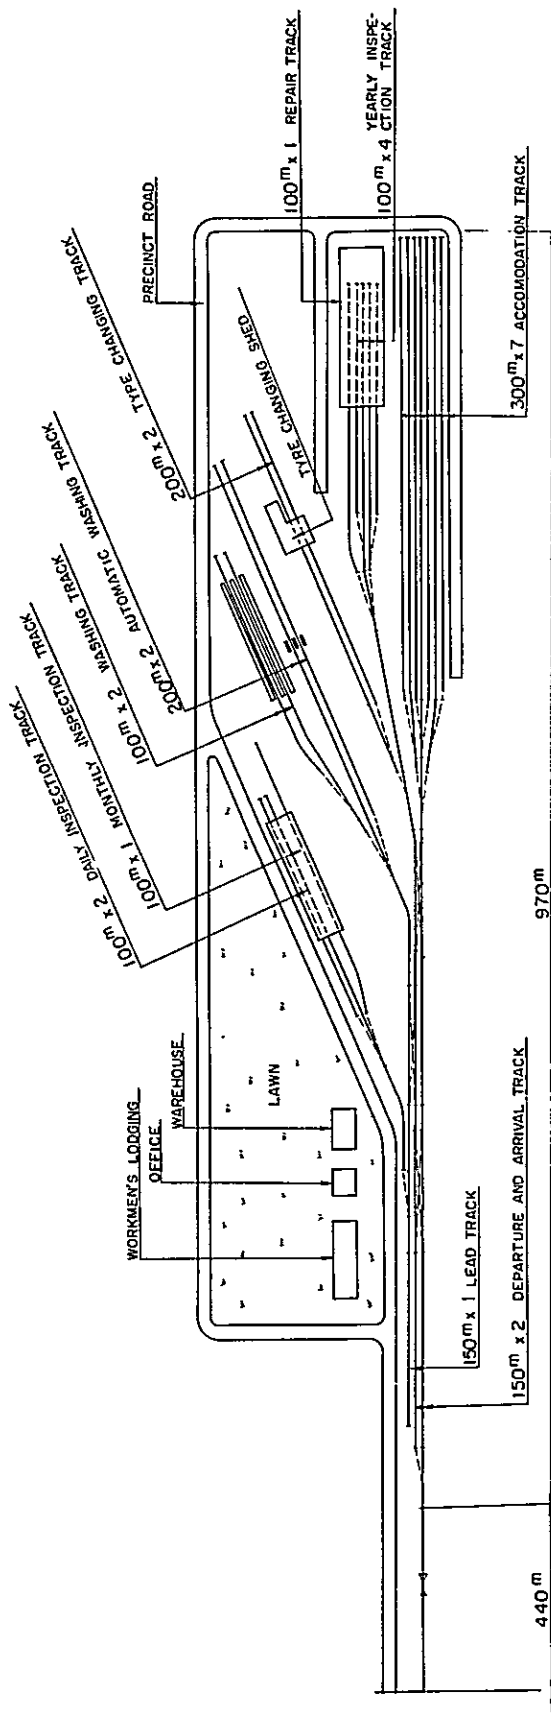 100m x 2 DAILY INSPECTION TRACK
100m x 1 MONTHLY INSPECTION TRACK
100m x 2 WASHING TRACK
200m x 2 AUTOMATIC WASHING TRACK
200m x 2 TYPE CHANGING TRACK
PRECINCT ROAD
100m x 1 REPAIR TRACK
YEARLY INSPE-
100m x 4 CTION TRACK
TYRE CHANGING SHED
WORKMEN'S LODGING
OFFICE
WAREHOUSE
LAWN
300m x 7 ACCOMODATION TRACK
150m x 1 LEAD TRACK
150m x 2 DEPARTURE AND ARRIVAL TRACK
440m
970m